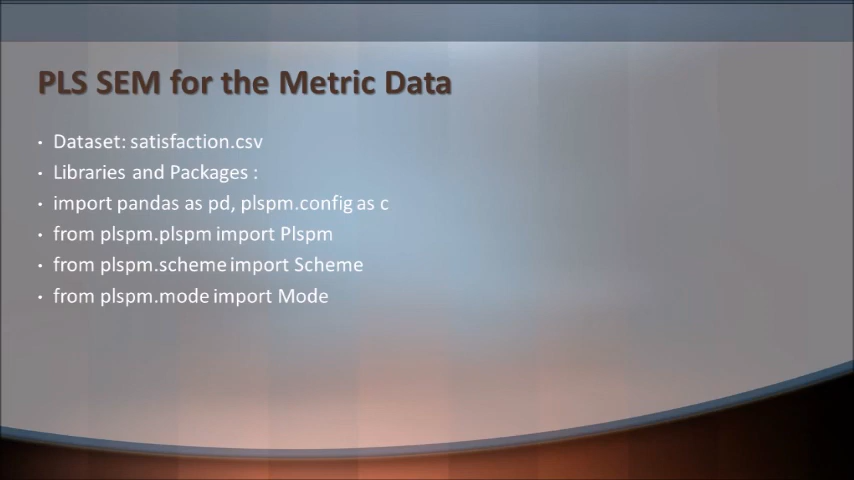 PLS SEM for the Metric Data
• Dataset: satisfaction.csv
• Libraries and Packages :
• import pandas as pd, plspm.config as c
• from plspm.plspm import Plspm
• from plspm.scheme import Scheme
• from plspm.mode import Mode